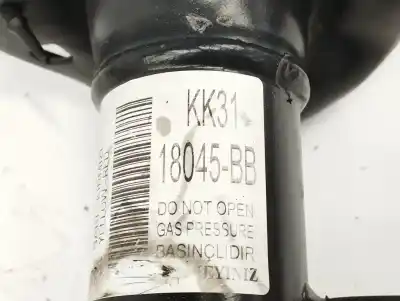 KK31
18045-BB
DO NOT OPEN
GAS PRESSURE
BASINÇLIDIR